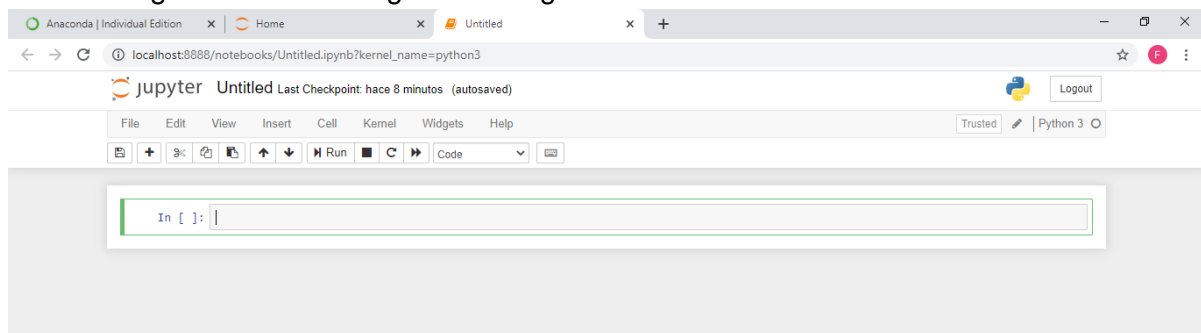 Anaconda | Individual Edition Home Untitled
localhost:8888/notebooks/Untitled.ipynb?kernel_name=python3 F
jupyter Untitled Last Checkpoint: hace 8 minutos (autosaved) Logout
File Edit View Insert Cell Kernel Widgets Help Trusted Python 3
Run Code
In [ ]: